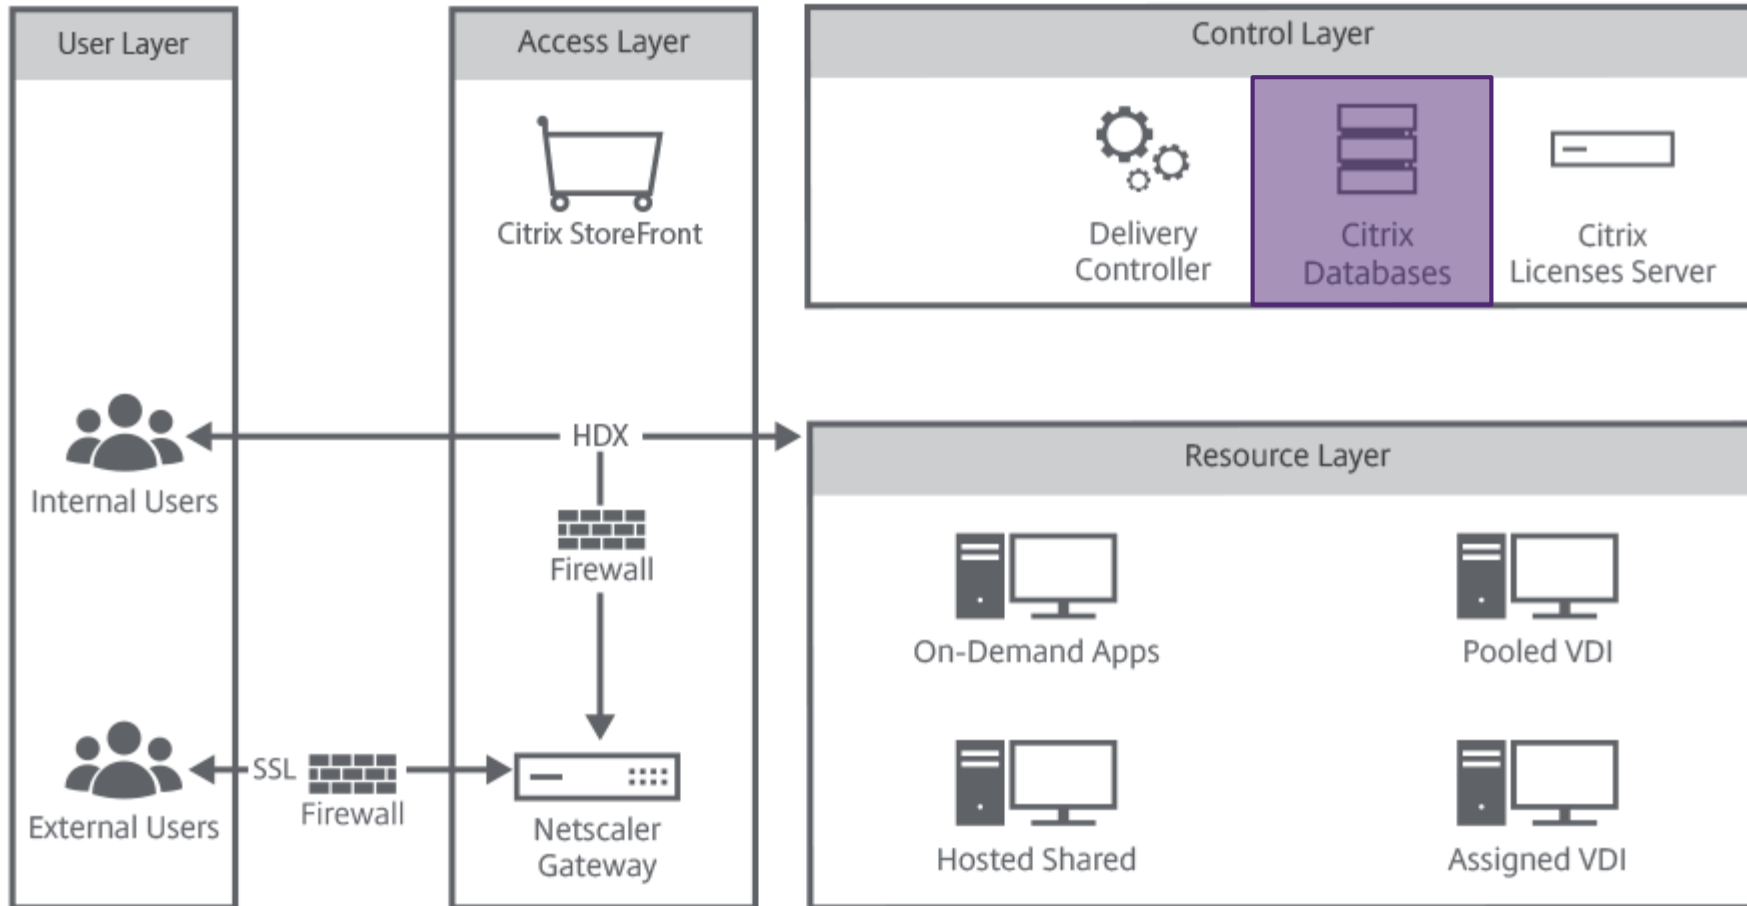 User Layer
Access Layer
Control Layer
Citrix StoreFront
Delivery
Controller
Citrix
Databases
Citrix
Licenses Server
HDX
Internal Users
Firewall
Resource Layer
On-Demand Apps
Pooled VDI
SSL
Firewall
External Users
Netscaler
Gateway
Hosted Shared
Assigned VDI